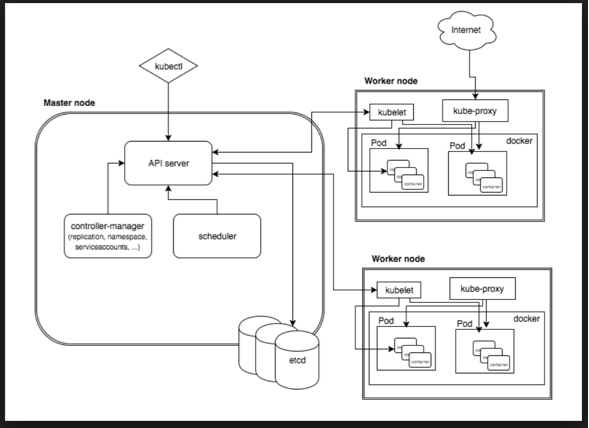 Internet
kubectl
Worker node
Master node
kubelet
kube-proxy
docker
API server
Pod
Pod
container
container
controller-manager
(replication, namespace,
serviceaccounts, ...)
scheduler
Worker node
kubelet
kube-proxy
docker
Pod
Pod
etcd
container
container